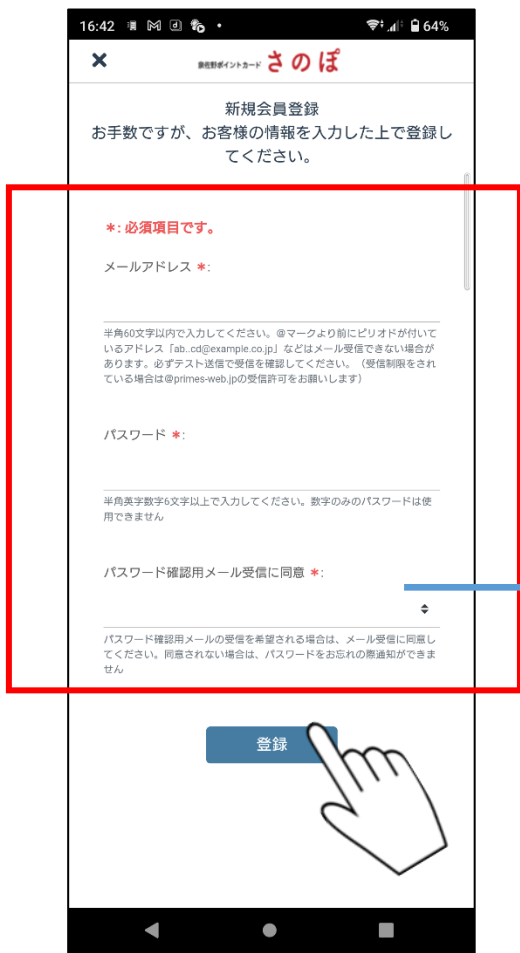 16:42
64%
泉佐野ポイントカード さのぽ
新規会員登録
お手数ですが、お客様の情報を入力した上で登録し
てください。
*: 必須項目です。
メールアドレス *:
半角60文字以内で入力してください。@マークより前にピリオドが付いて
いるアドレス「ab..cd@example.co.jp」などはメール受信できない場合が
あります。必ずテスト送信で受信を確認してください。（受信制限をされ
ている場合は@primes-web.jpの受信許可をお願いします）
パスワード *:
半角英字数字6文字以上で入力してください。数字のみのパスワードは使
用できません
パスワード確認用メール受信に同意 *:
パスワード確認用メールの受信を希望される場合は、メール受信に同意し
てください。同意されない場合は、パスワードをお忘れの際通知ができま
せん
登録